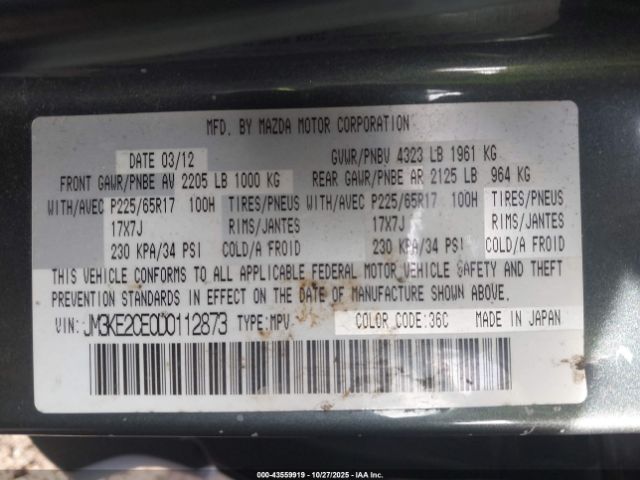 MFD. BY MAZDA MOTOR CORPORATION
DATE 03/12 GVWR/PNBV 4323 LB 1961 KG
FRONT GAWR/PNBE AV 2205 LB 1000 KG REAR GAWR/PNBE AR 2125 LB 964 KG
WITH/AVEC P225/65R17 100H TIRES/PNEUS WITH/AVEC P225/65R17 100H TIRES/PNEUS
17X7J RIMS/JANTES 17X7J RIMS/JANTES
230 KPA/34 PSI COLD/A FROID 230 KPA/34 PSI COLD/A FROID
THIS VEHICLE CONFORMS TO ALL APPLICABLE FEDERAL MOTOR VEHICLE SAFETY AND THEFT
PREVENTION STANDARDS IN EFFECT ON THE DATE OF MANUFACTURE SHOWN ABOVE.
VIN: JM3KE2CE0D0112873 TYPE:MPV COLOR CODE:36C MADE IN JAPAN
000-43559919 - 10/27/2025 - IAA, Inc.